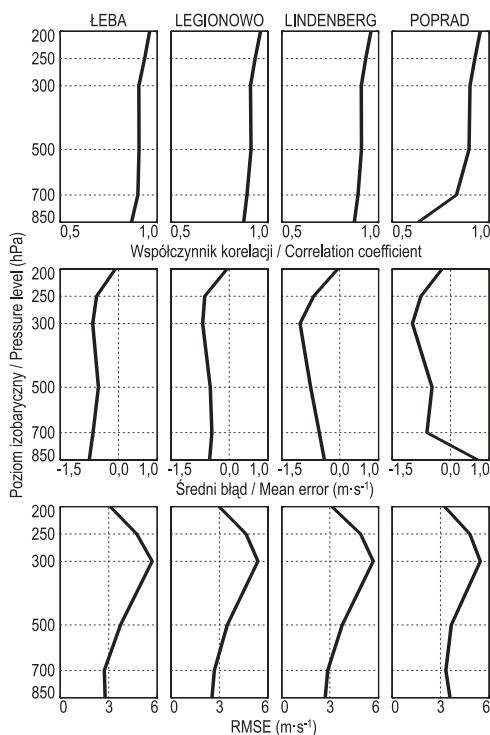 ŁEBA LEGIONOWO LINDENBERG POPRAD
200
250
300
500
700
850
0,5 1,0 0,5 1,0 0,5 1,0 0,5 1,0
Współczynnik korelacji / Correlation coefficient
200
250
300
500
700
850
-1,5 0,0 1,0 -1,5 0,0 1,0 -1,5 0,0 1,0 -1,5 0,0 1,0
Średni błąd / Mean error (m·s⁻¹)
200
250
300
500
700
850
0 3 6 0 3 6 0 3 6 0 3 6
RMSE (m·s⁻¹)
Poziom izobaryczny / Pressure level (hPa)